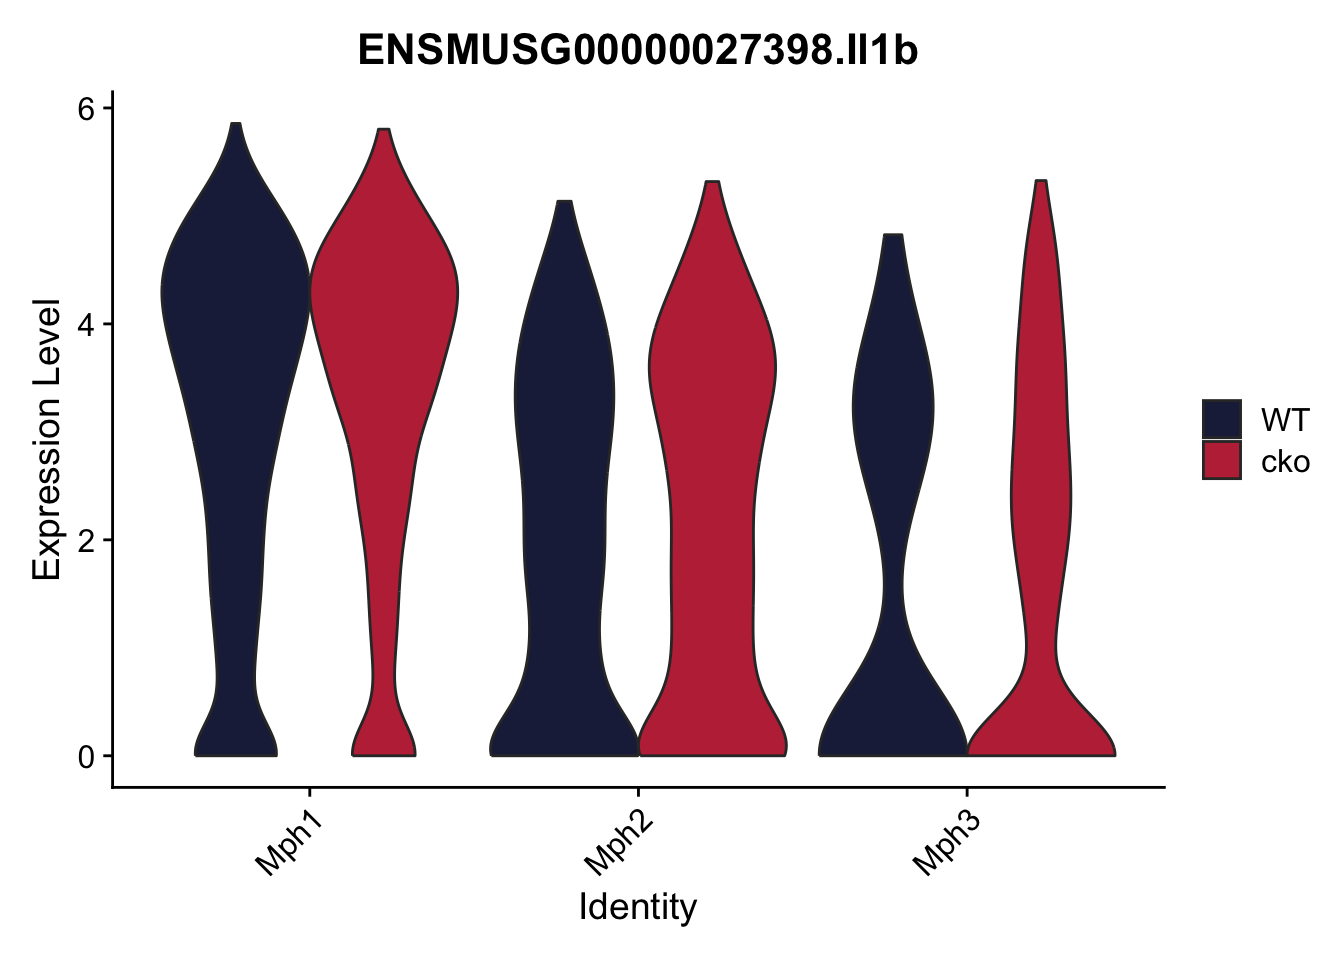 ENSMUSG00000027398.Il1b
6
4
2
0
Expression Level
Mph1
Mph2
Mph3
Identity
WT
cko